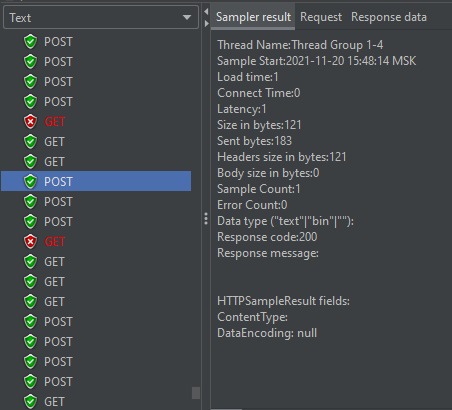 Text
POST
POST
POST
POST
GET
GET
GET
POST
POST
POST
GET
GET
GET
GET
POST
POST
POST
POST
GET
Sampler result Request Response data
Thread Name:Thread Group 1-4
Sample Start:2021-11-20 15:48:14 MSK
Load time:1
Connect Time:0
Latency:1
Size in bytes:121
Sent bytes:183
Headers size in bytes:121
Body size in bytes:0
Sample Count:1
Error Count:0
Data type ("text"|"bin"|""):
Response code:200
Response message:
HTTPSampleResult fields:
ContentType:
DataEncoding: null